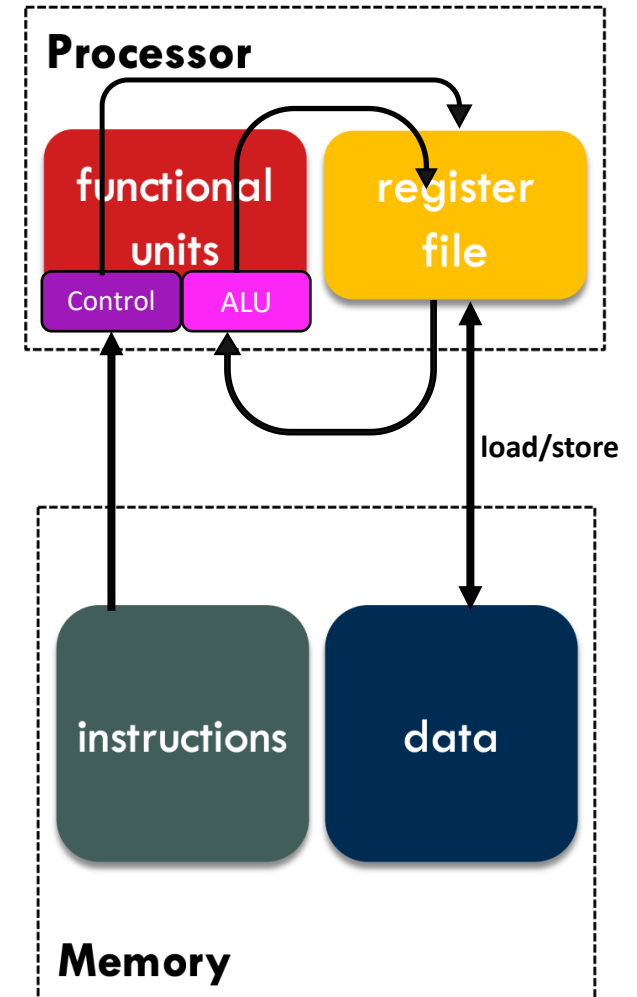 Processor
functional
units
register
file
Control
ALU
load/store
instructions
data
Memory